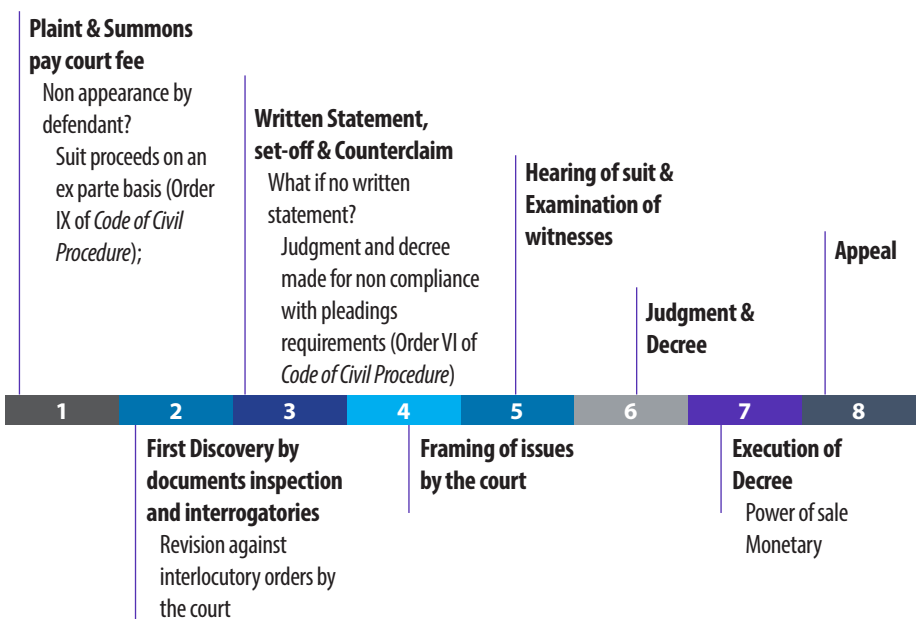 Plaint & Summons
pay court fee
Non appearance by
defendant?
Suit proceeds on an
ex parte basis (Order
IX of Code of Civil
Procedure);
Written Statement,
set-off & Counterclaim
What if no written
statement?
Judgment and decree
made for non compliance
with pleadings
requirements (Order VI of
Code of Civil Procedure)
Hearing of suit &
Examination of
witnesses
Judgment &
Decree
Appeal
1 2 3 4 5 6 7 8
First Discovery by
documents inspection
and interrogatories
Revision against
interlocutory orders by
the court
Framing of issues
by the court
Execution of
Decree
Power of sale
Monetary